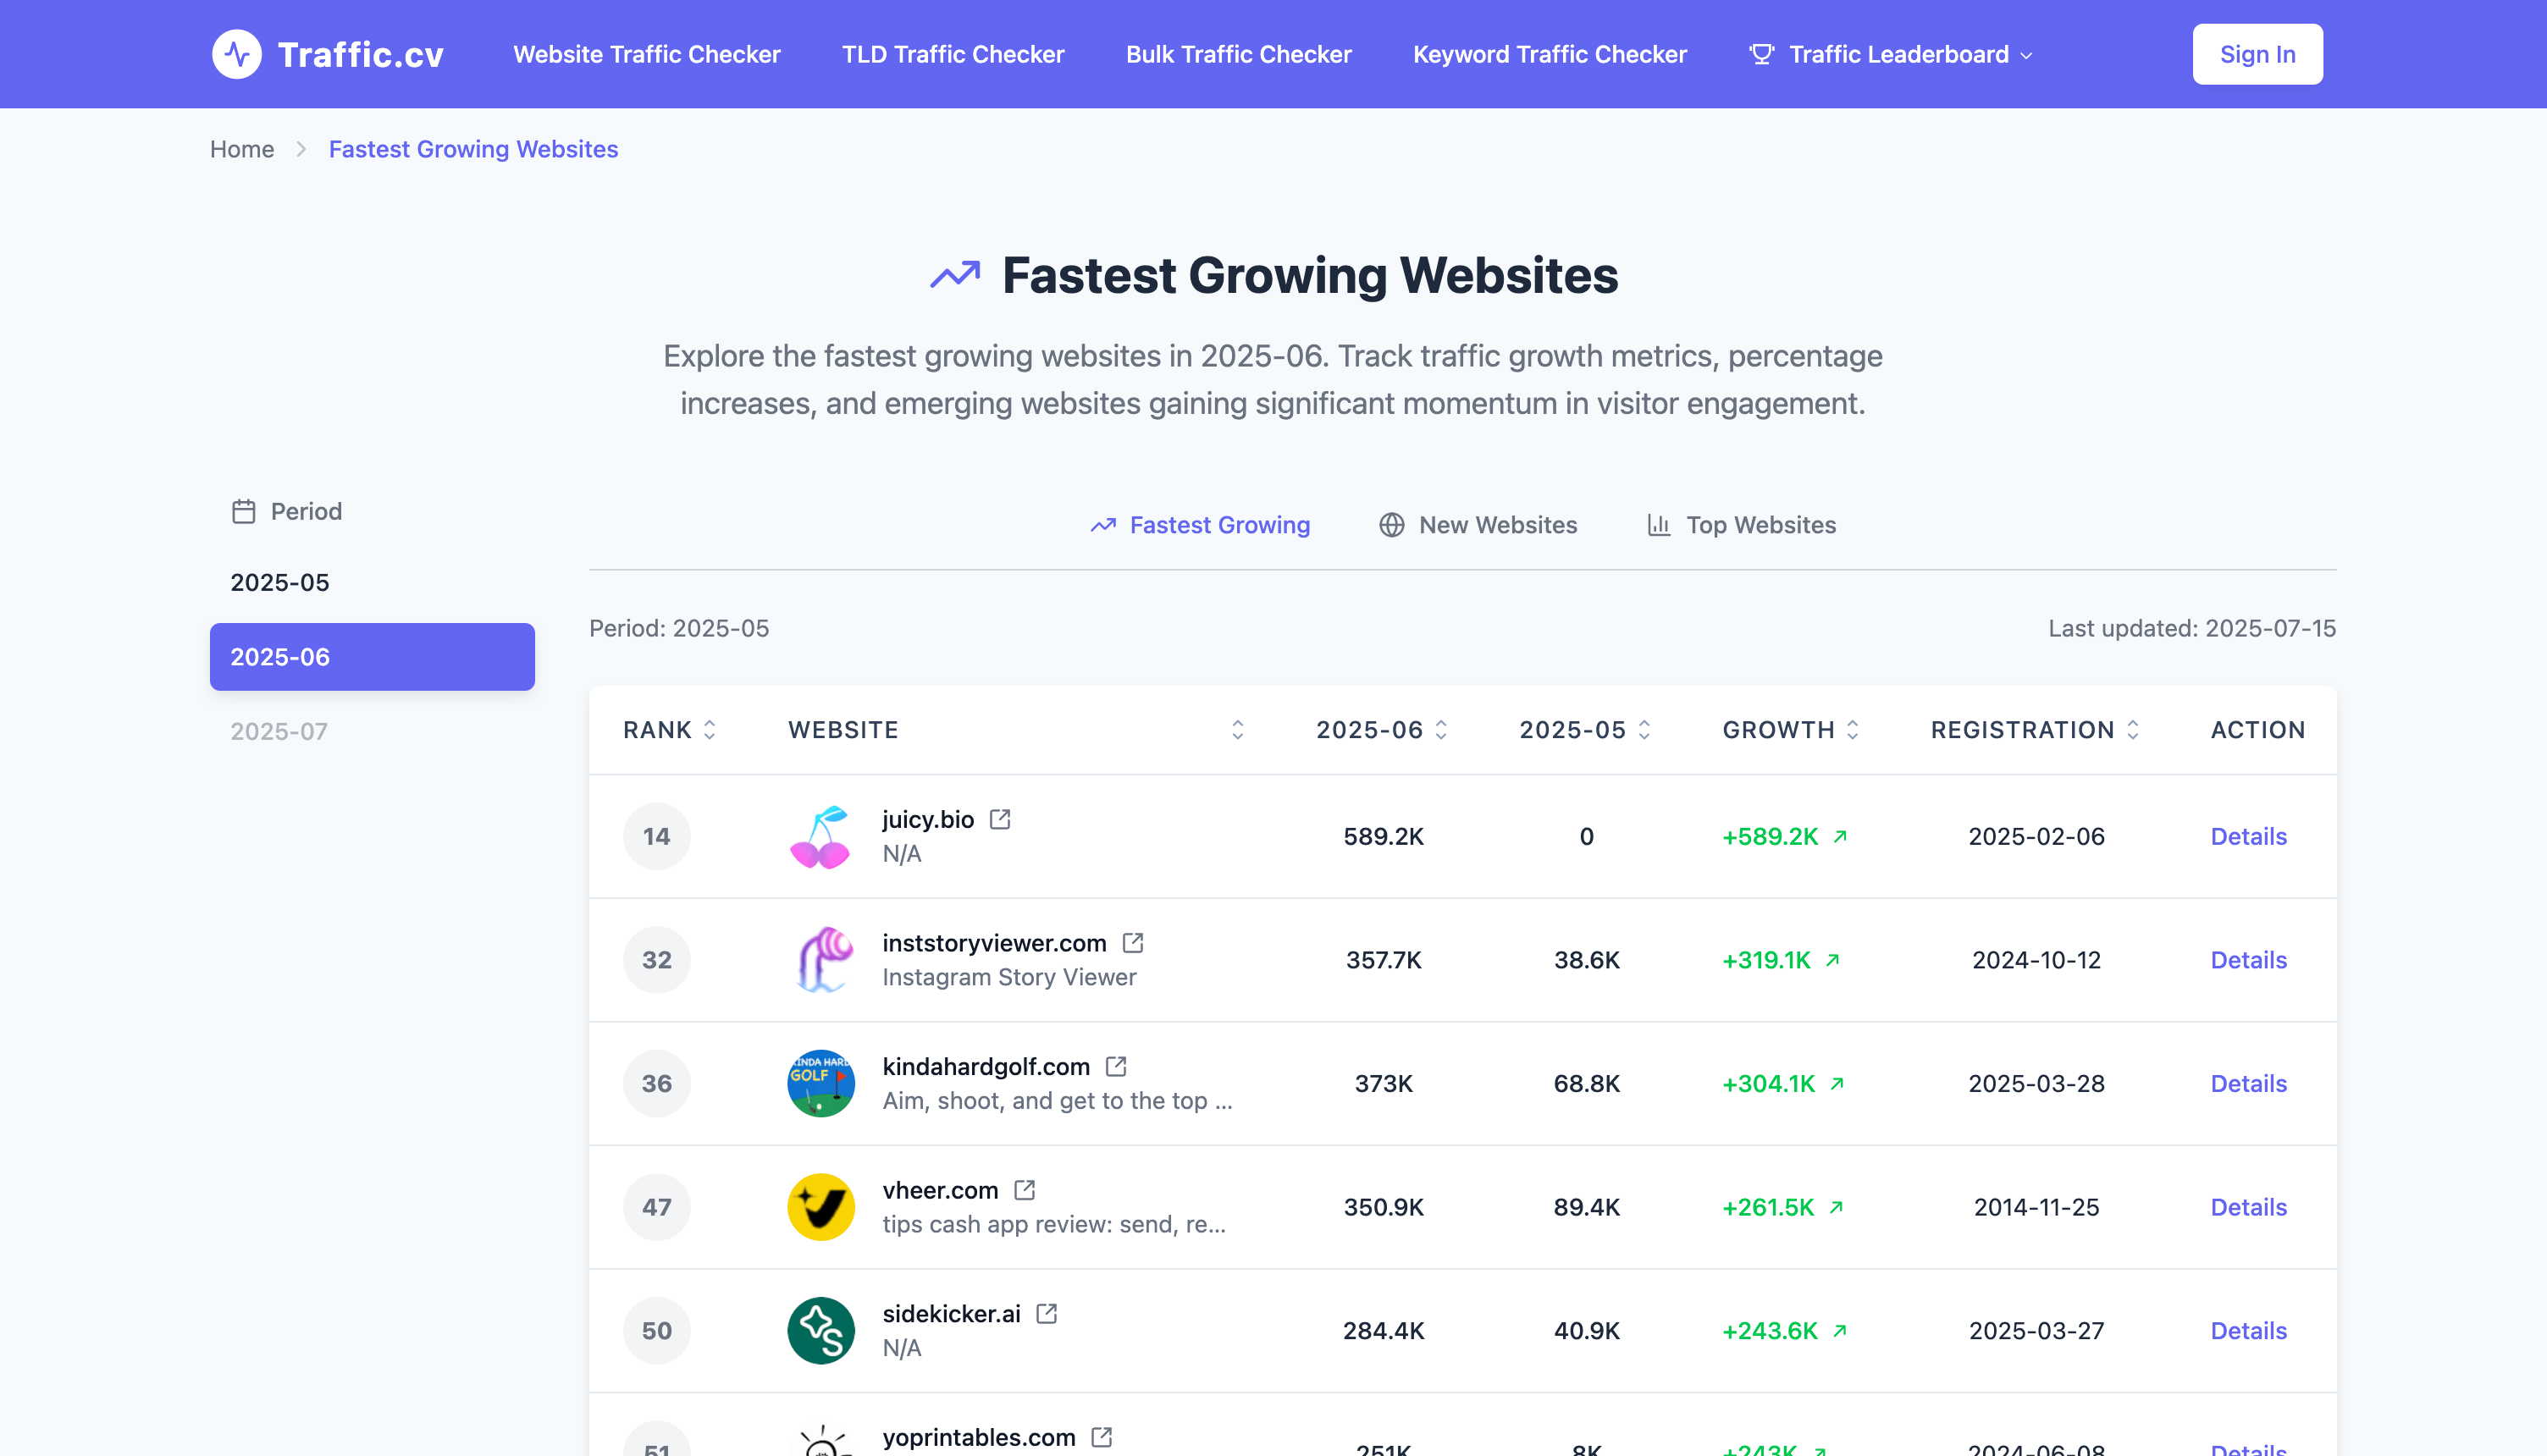 Traffic.cv
Website Traffic Checker
TLD Traffic Checker
Bulk Traffic Checker
Keyword Traffic Checker
Traffic Leaderboard
Sign In
Home
Fastest Growing Websites
Fastest Growing Websites
Explore the fastest growing websites in 2025-06. Track traffic growth metrics, percentage
increases, and emerging websites gaining significant momentum in visitor engagement.
Period
2025-05
2025-06
2025-07
Fastest Growing
New Websites
Top Websites
Period: 2025-05
Last updated: 2025-07-15
RANK WEBSITE 2025-06 2025-05 GROWTH REGISTRATION ACTION
14 juicy.bio 589.2K 0 +589.2K 2025-02-06 Details
N/A
32 inststoryviewer.com 357.7K 38.6K +319.1K 2024-10-12 Details
Instagram Story Viewer
KINDA HARD
GOLF
36 kindahardgolf.com 373K 68.8K +304.1K 2025-03-28 Details
Aim, shoot, and get to the top ...
47 vheer.com 350.9K 89.4K +261.5K 2014-11-25 Details
tips cash app review: send, re...
50 sidekicker.ai 284.4K 40.9K +243.6K 2025-03-27 Details
N/A
51 yoprintables.com 251K 8K +243K 2024-06-08 Details